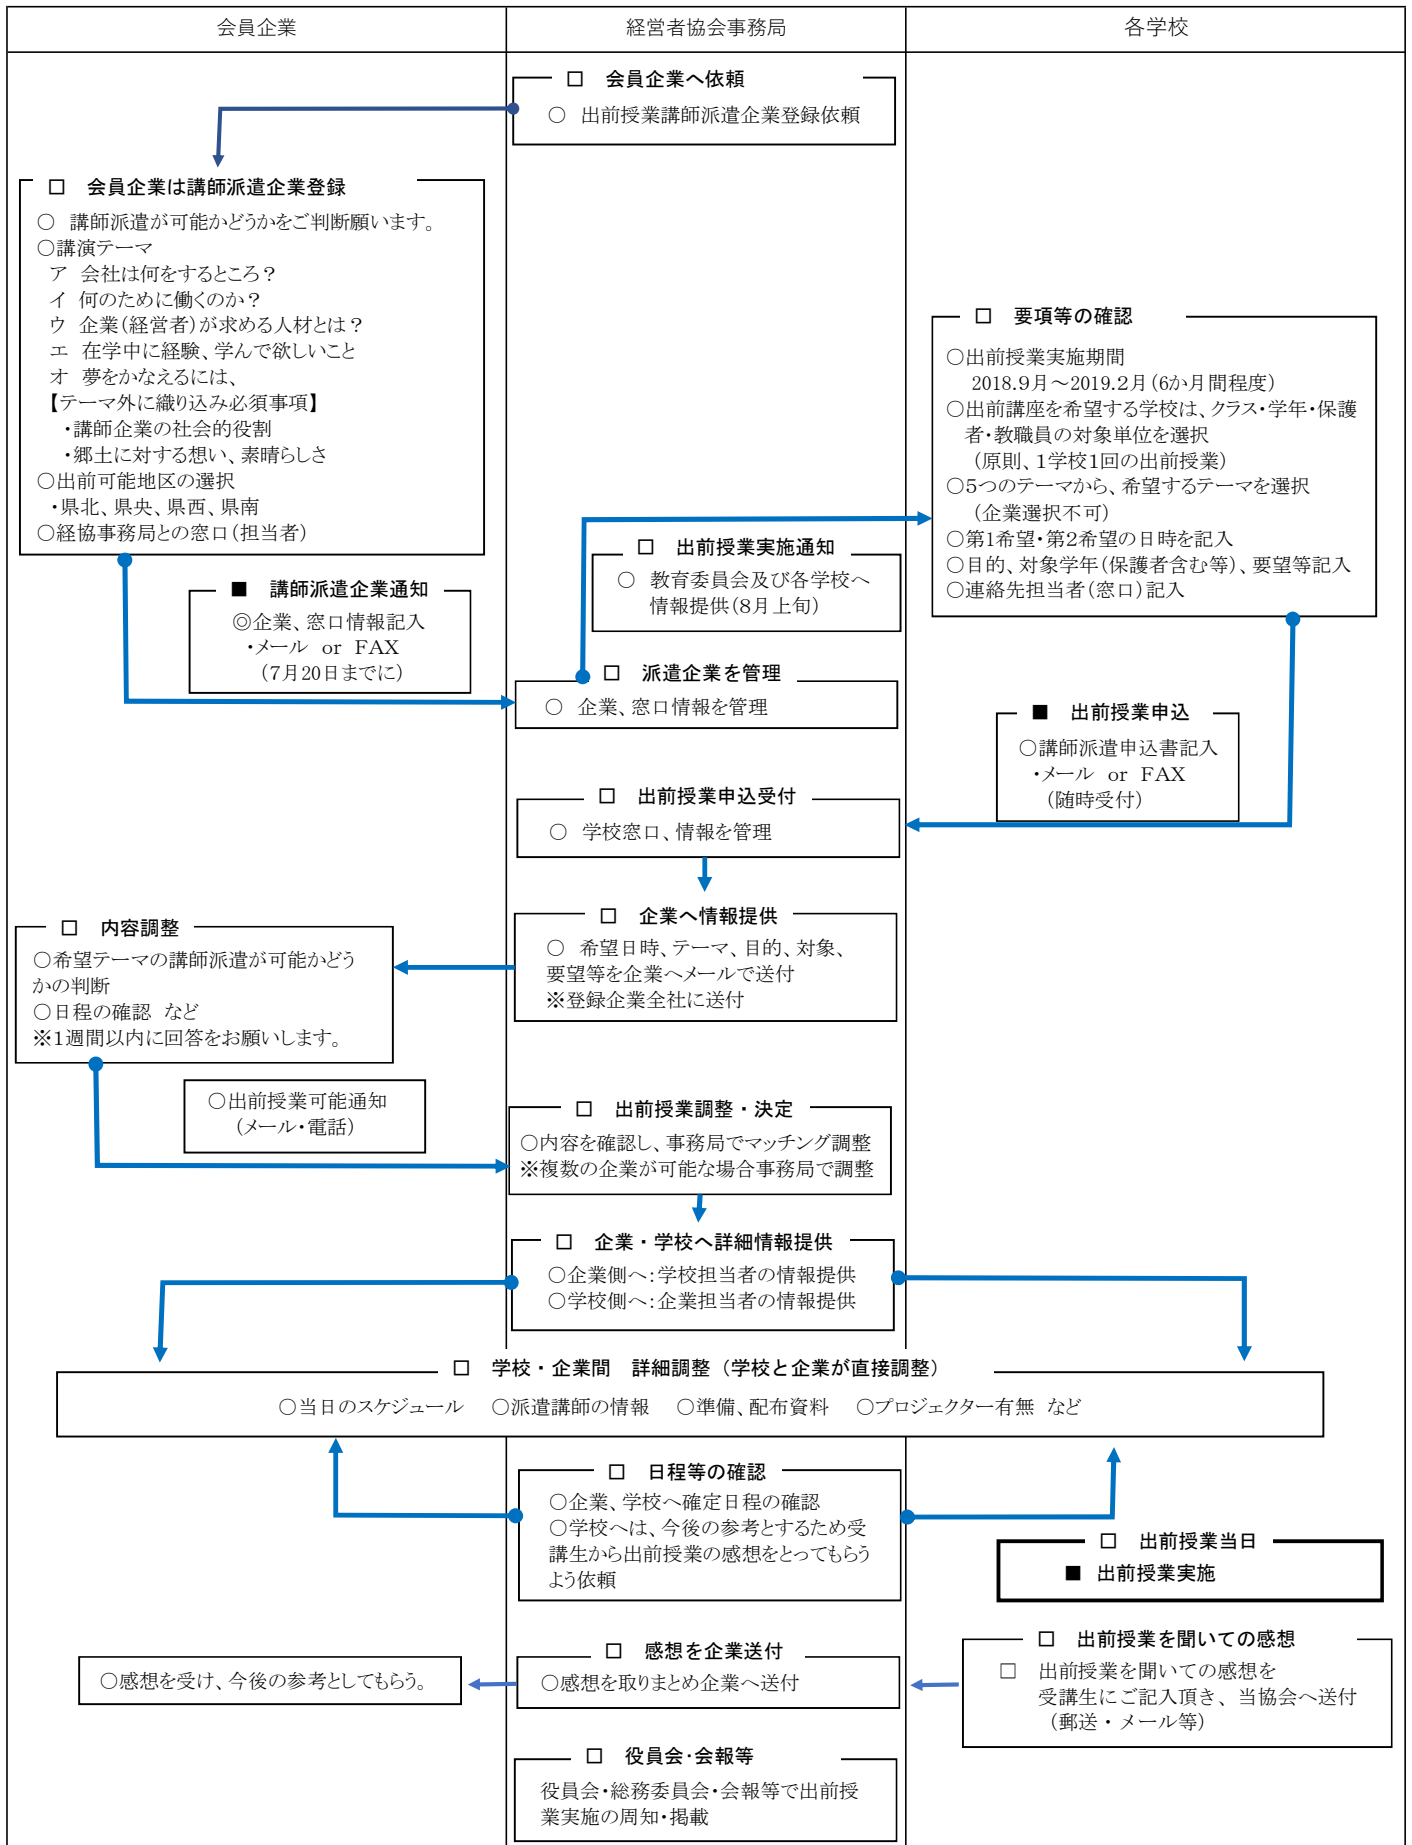 会員企業
経営者協会事務局
各学校
□ 会員企業へ依頼
○ 出前授業講師派遣企業登録依頼
□ 会員企業は講師派遣企業登録
○ 講師派遣が可能かどうかをご判断願います。
○講演テーマ
ア 会社は何をするところ？
イ 何のために働くのか？
ウ 企業（経営者）が求める人材とは？
エ 在学中に経験、学んで欲しいこと
オ 夢をかなえるには、
【テーマ外に織り込み必須事項】
・講師企業の社会的役割
・郷土に対する想い、素晴らしさ
○出前可能地区の選択
・県北、県央、県西、県南
○経協事務局との窓口（担当者）
□ 要項等の確認
○出前授業実施期間
2018.9月～2019.2月（6か月間程度）
○出前講座を希望する学校は、クラス・学年・保護
者・教職員の対象単位を選択
（原則、1学校1回の出前授業）
○5つのテーマから、希望するテーマを選択
（企業選択不可）
○第1希望・第2希望の日時を記入
○目的、対象学年（保護者含む等）、要望等記入
○連絡先担当者（窓口）記入
□ 出前授業実施通知
○ 教育委員会及び各学校へ
情報提供（8月上旬）
■ 講師派遣企業通知
◎企業、窓口情報記入
・メール or FAX
（7月20日までに）
□ 派遣企業を管理
○ 企業、窓口情報を管理
■ 出前授業申込
○講師派遣申込書記入
・メール or FAX
（随時受付）
□ 出前授業申込受付
○ 学校窓口、情報を管理
□ 企業へ情報提供
○ 希望日時、テーマ、目的、対象、
要望等を企業へメールで送付
※登録企業全社に送付
□ 内容調整
○希望テーマの講師派遣が可能かどう
かの判断
○日程の確認 など
※1週間以内に回答をお願いします。
○出前授業可能通知
（メール・電話）
□ 出前授業調整・決定
○内容を確認し、事務局でマッチング調整
※複数の企業が可能な場合事務局で調整
□ 企業・学校へ詳細情報提供
○企業側へ：学校担当者の情報提供
○学校側へ：企業担当者の情報提供
□ 学校・企業間 詳細調整（学校と企業が直接調整）
○当日のスケジュール ○派遣講師の情報 ○準備、配布資料 ○プロジェクター有無 など
□ 日程等の確認
○企業、学校へ確定日程の確認
○学校へは、今後の参考とするため受
講生から出前授業の感想をとってもらう
よう依頼
□ 出前授業当日
■ 出前授業実施
□ 出前授業を聞いての感想
□ 出前授業を聞いての感想を
受講生にご記入頂き、当協会へ送付
（郵送・メール等）
□ 感想を企業送付
○感想を取りまとめ企業へ送付
○感想を受け、今後の参考としてもらう。
□ 役員会・会報等
役員会・総務委員会・会報等で出前授
業実施の周知・掲載